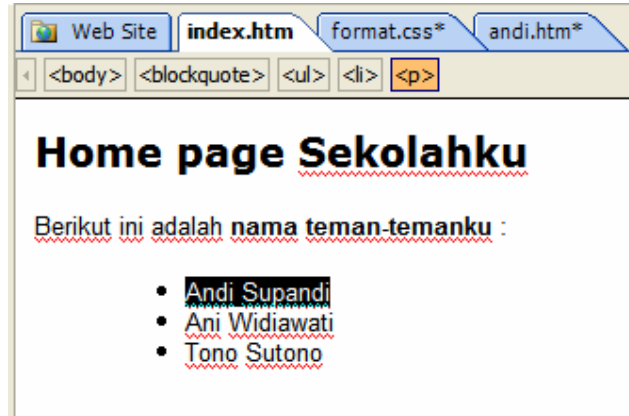 Web Site index.htm format.css* andi.htm*
<body> <blockquote> <ul> <li> <p>
Home page Sekolahku
Berikut ini adalah nama teman-temanku :
• Andi Supandi
• Ani Widiawati
• Tono Sutono